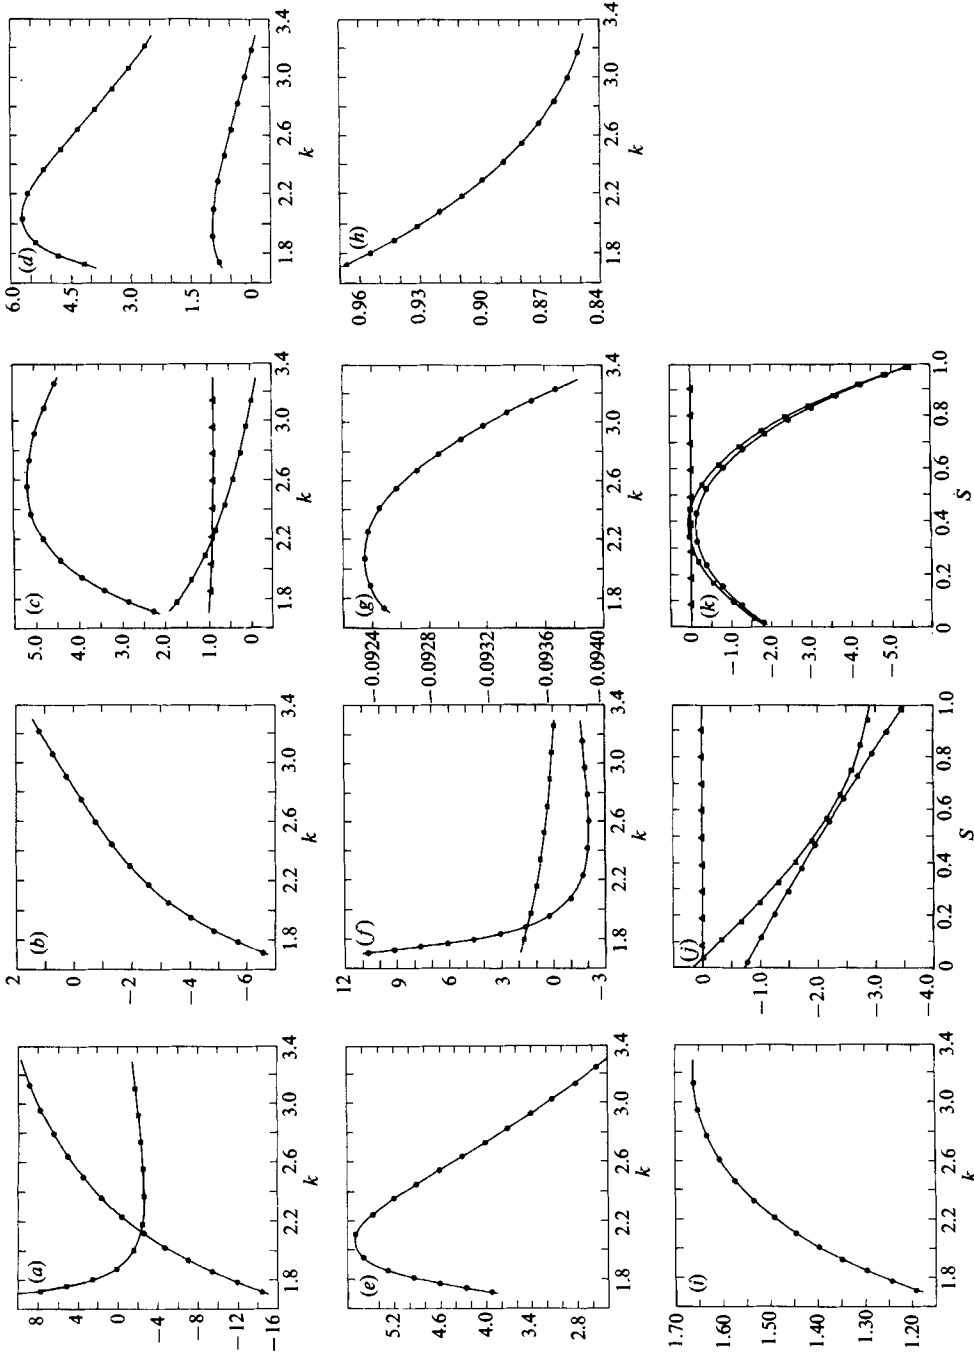 (a)
8
4
0
−4
−8
−12
−16
1.8 2.2 2.6 3.0 3.4
k
(b)
2
0
−2
−4
−6
1.8 2.2 2.6 3.0 3.4
k
(c)
5.0
4.0
3.0
2.0
1.0
0
1.8 2.2 2.6 3.0 3.4
k
(d)
6.0
4.5
1.5
0
1.8 2.2 2.6 3.0 3.4
k
(e)
5.2
4.6
4.0
3.4
2.8
1.8 2.2 2.6 3.0 3.4
k
(f)
12
9
6
3
0
−3
1.8 2.2 2.6 3.0 3.4
k
(g)
−0.0924
−0.0928
−0.0932
−0.0936
−0.0940
1.8 2.2 2.6 3.0 3.4
k
(h)
0.96
0.93
0.90
0.87
0.84
1.8 2.2 2.6 3.0 3.4
k
(i)
1.70
1.60
1.50
1.40
1.30
1.20
1.8 2.2 2.6 3.0 3.4
k
(j)
0
−1.0
−2.0
−3.0
−4.0
0 0.2 0.4 0.6 0.8 1.0
S
(k)
0
−1.0
−2.0
−3.0
−4.0
−5.0
0 0.2 0.4 0.6 0.8 1.0
S